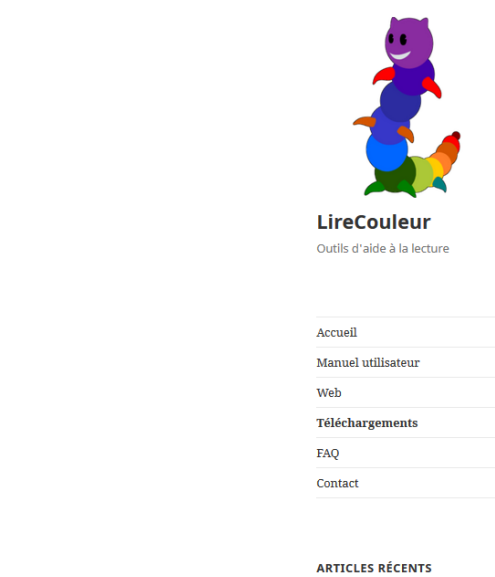 LireCouleur
Outils d'aide à la lecture
Accueil
Manuel utilisateur
Web
Téléchargements
FAQ
Contact
ARTICLES RÉCENTS